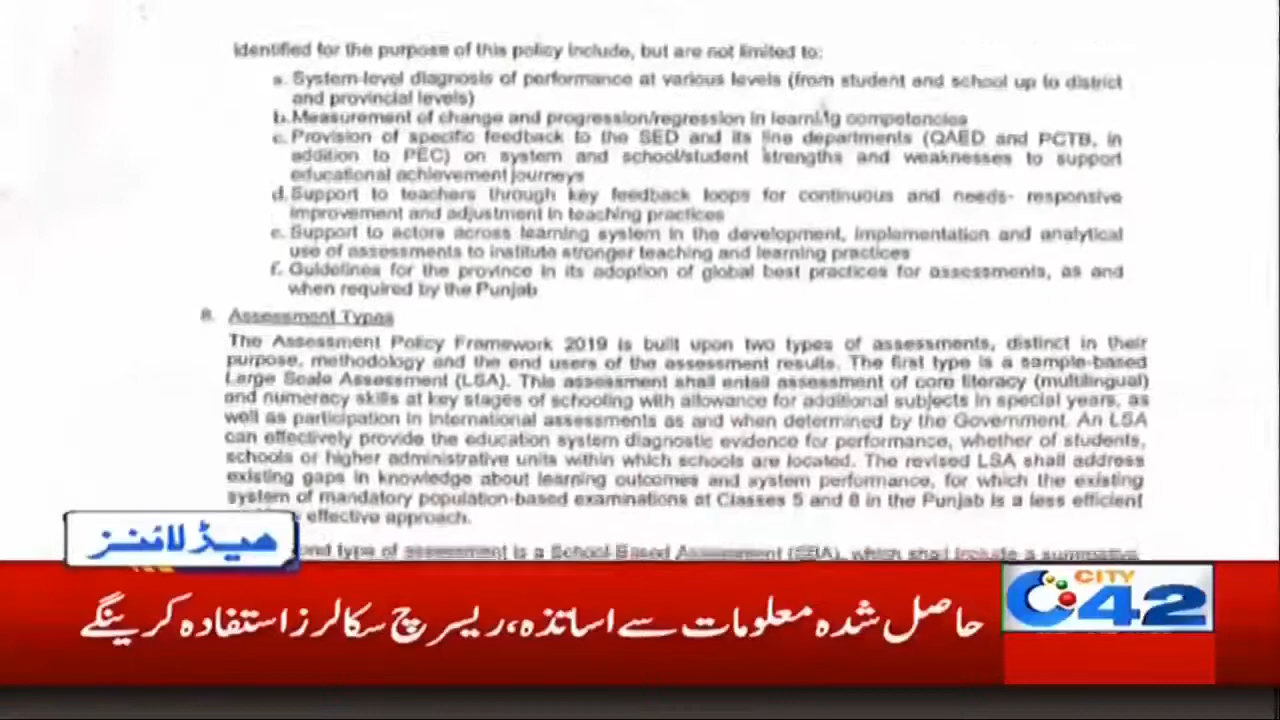 identified for the purpose of this policy include, but are not limited to:
a. System-level diagnosis of performance at various levels (from student and school up to district
and provincial levels)
b. Measurement of change and progression/regression in learning competencies
c. Provision of specific feedback to the SED and its line departments (QAED and PCTB, in
addition to PEC) on system and school/student strengths and weaknesses to support
educational achievement journeys
d. Support to teachers through key feedback loops for continuous and needs- responsive
improvement and adjustment in teaching practices
e. Support to actors across learning system in the development, implementation and analytical
use of assessments to institute stronger teaching and learning practices
f. Guidelines for the province in its adoption of global best practices for assessments, as and
when required by the Punjab
8. Assessment Types
The Assessment Policy Framework 2019 is built upon two types of assessments, distinct in their
purpose, methodology and the end users of the assessment results. The first type is a sample-based
Large Scale Assessment (LSA). This assessment shall entail assessment of core literacy (multilingual)
and numeracy skills at key stages of schooling with allowance for additional subjects in special years, as
well as participation in international assessments as and when determined by the Government. An LSA
can effectively provide the education system diagnostic evidence for performance, whether of students,
schools or higher administrative units within which schools are located. The revised LSA shall address
existing gaps in knowledge about learning outcomes and system performance, for which the existing
system of mandatory population-based examinations at Classes 5 and 8 in the Punjab is a less efficient
effective approach.
type of assessment is a School Based Assessment (SBA), which shall include a summative
ہیڈ لائنز
حاصل شدہ معلومات سے اساتذہ، ریسرچ سکالرز استفادہ کرینگے
CITY
42